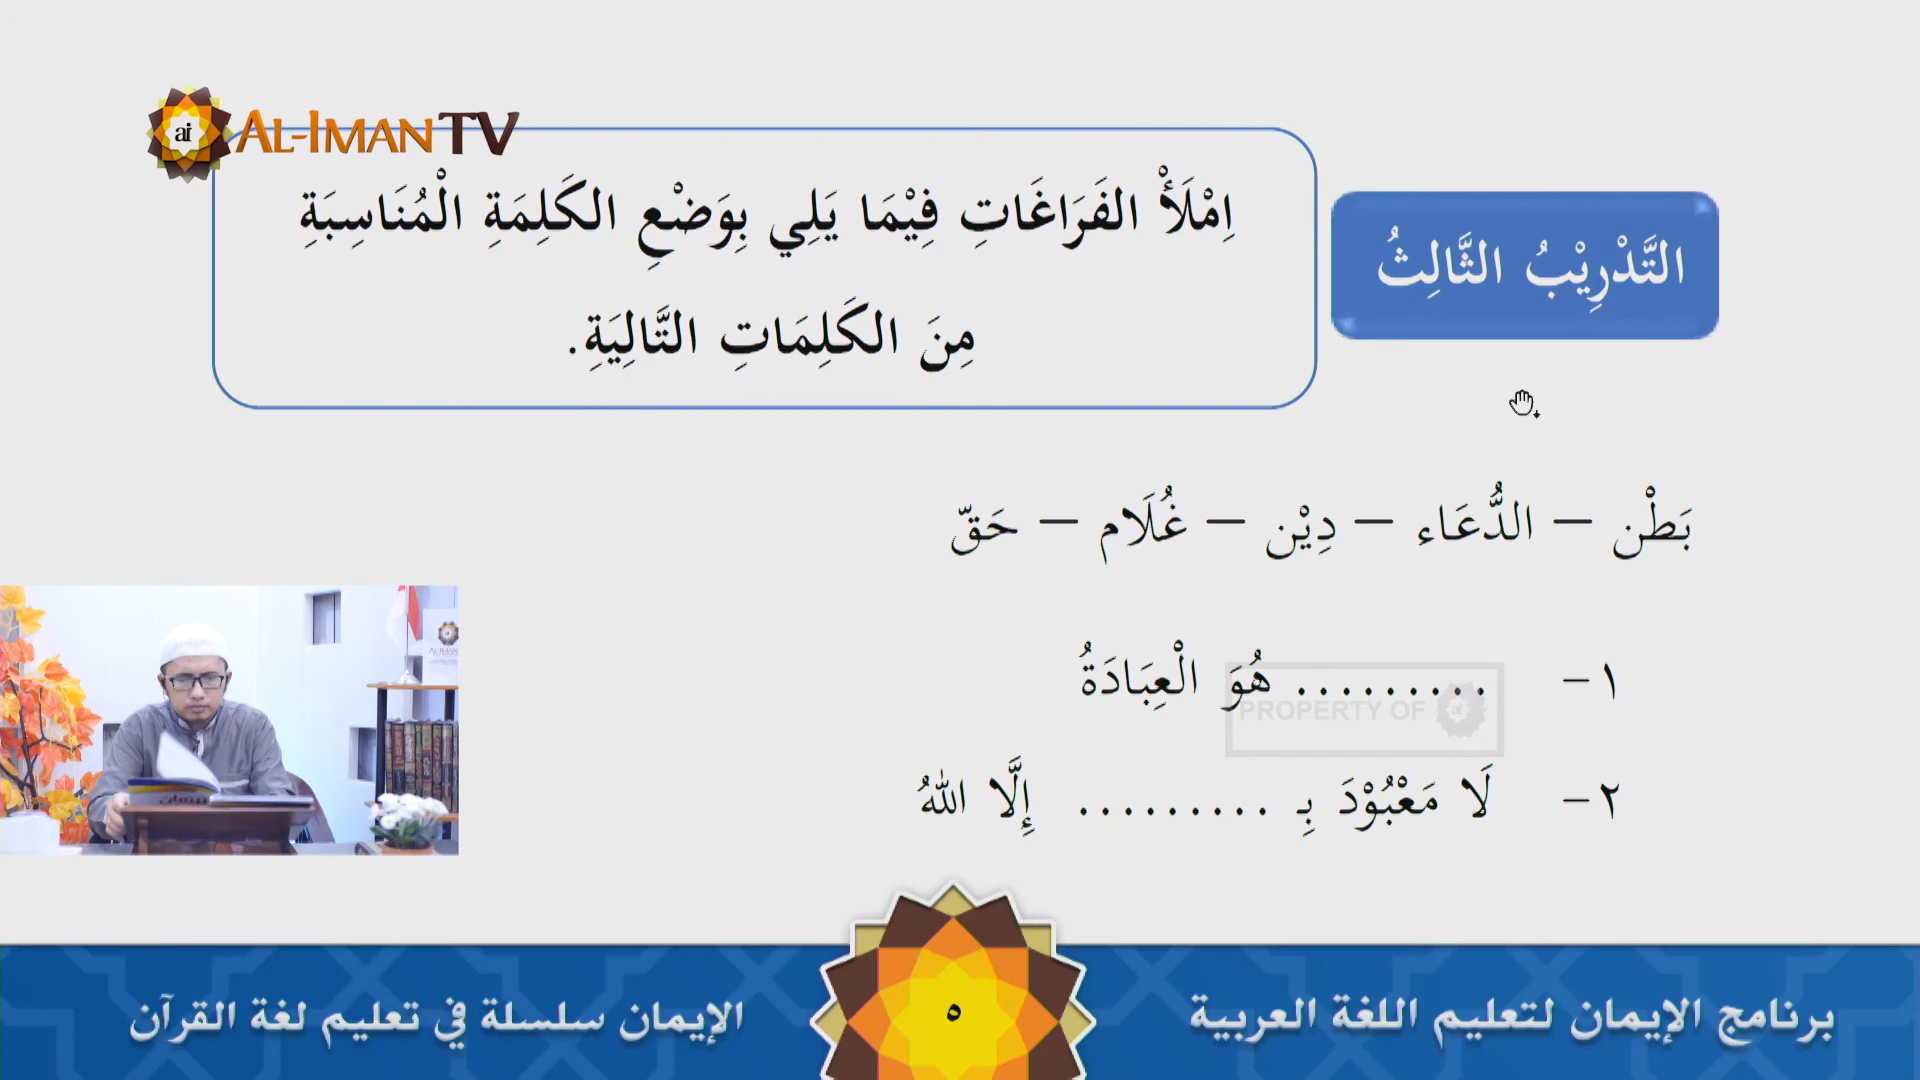 AL-IMAN TV
التَّدْرِيْبُ الثَّالِثُ
اِمْلَأْ الفَرَاغَاتِ فِيْمَا يَلِي بِوَضْعِ الكَلِمَةِ الْمُنَاسِبَةِ
مِنَ الكَلِمَاتِ التَّالِيَةِ.
بَطْن – الدُّعَاء – دِيْن – غُلَام – حَقّ
١- ......... هُوَ الْعِبَادَةُ
PROPERTY OF
٢- لَا مَعْبُوْدَ بِـ ......... إِلَّا اللهُ
برنامج الإيمان لتعليم اللغة العربية
٥
الإيمان سلسلة في تعليم لغة القرآن